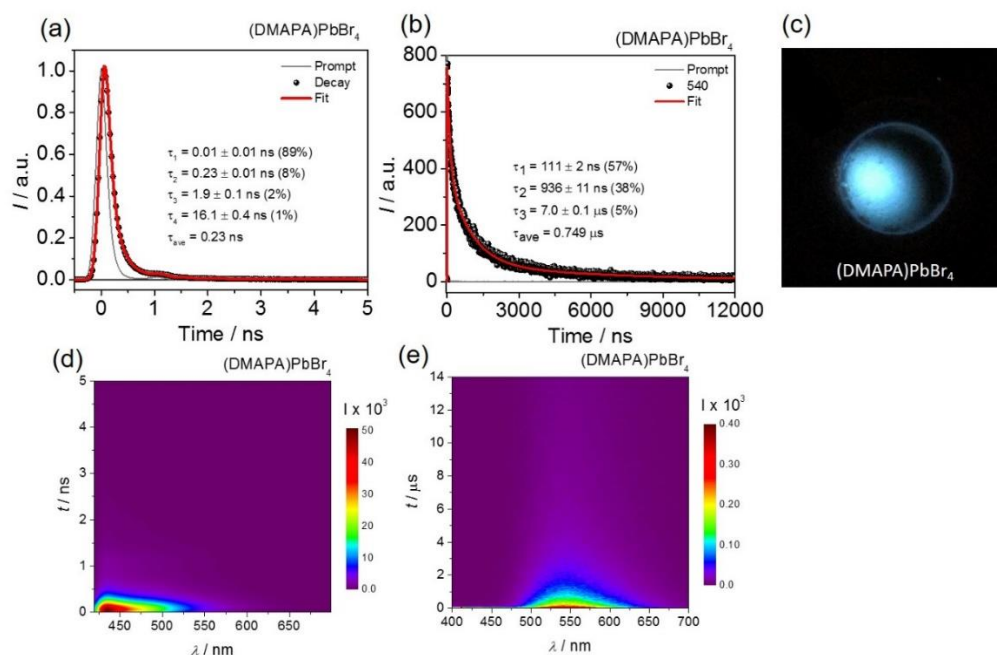 (a)
(DMAPA)PbBr₄
Prompt
Decay
Fit
τ₁ = 0.01 ± 0.01 ns (89%)
τ₂ = 0.23 ± 0.01 ns (8%)
τ₃ = 1.9 ± 0.1 ns (2%)
τ₄ = 16.1 ± 0.4 ns (1%)
τave = 0.23 ns
I / a.u.
1.0
0.8
0.6
0.4
0.2
0.0
0 1 2 3 4 5
Time / ns
(b)
(DMAPA)PbBr₄
Prompt
540
Fit
τ₁ = 111 ± 2 ns (57%)
τ₂ = 936 ± 11 ns (38%)
τ₃ = 7.0 ± 0.1 μs (5%)
τave = 0.749 μs
I / a.u.
800
600
400
200
0
0 3000 6000 9000 12000
Time / ns
(c)
(DMAPA)PbBr₄
(d)
(DMAPA)PbBr₄
t / ns
5
4
3
2
1
0
450 500 550 600 650
λ / nm
I x 10³
50
40
30
20
10
0.00
(e)
(DMAPA)PbBr₄
t / μs
14
12
10
8
6
4
2
0
400 450 500 550 600 650 700
λ / nm
I x 10³
0.40
0.30
0.20
0.10
0.00